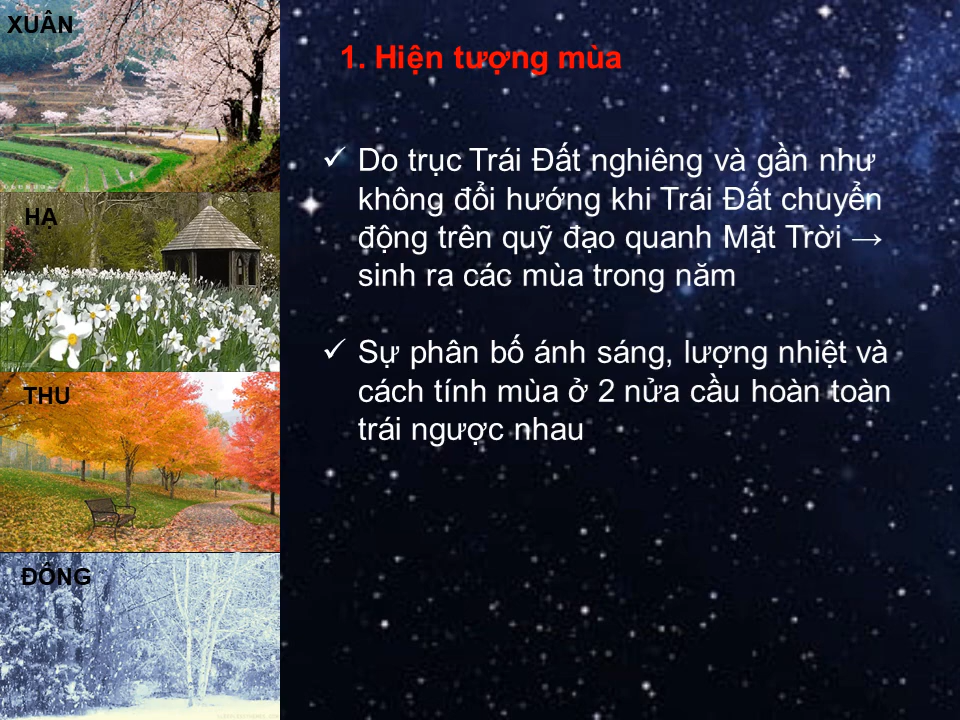 XUÂN
HẠ
THU
ĐÔNG
1. Hiện tượng mùa
✓ Do trục Trái Đất nghiêng và gần như
không đổi hướng khi Trái Đất chuyển
động trên quỹ đạo quanh Mặt Trời →
sinh ra các mùa trong năm
✓ Sự phân bố ánh sáng, lượng nhiệt và
cách tính mùa ở 2 nửa cầu hoàn toàn
trái ngược nhau